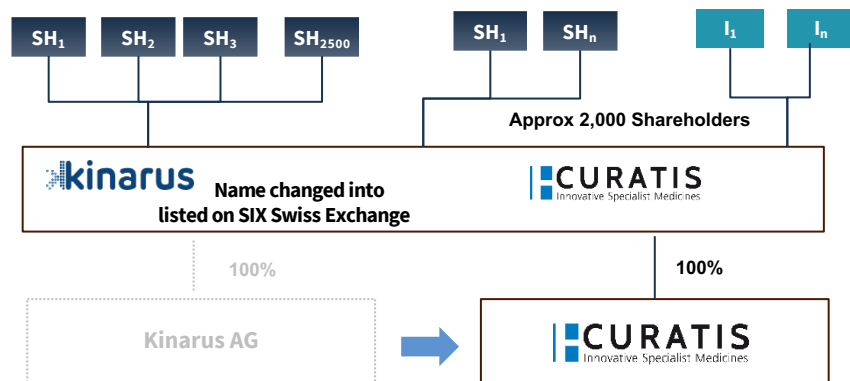 SH1 SH2 SH3 SH2500 SH1 SHn I1 In
Approx 2,000 Shareholders
kinarus
Name changed into
listed on SIX Swiss Exchange
CURATIS
Innovative Specialist Medicines
100%
100%
Kinarus AG
CURATIS
Innovative Specialist Medicines